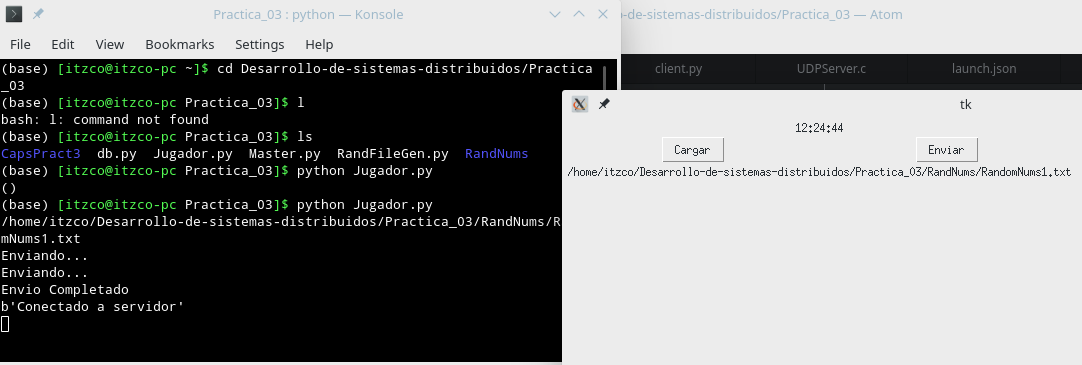 Practica_03 : python — Konsole
File Edit View Bookmarks Settings Help
(base) [itzco@itzco-pc ~]$ cd Desarrollo-de-sistemas-distribuidos/Practica
_03
(base) [itzco@itzco-pc Practica_03]$ l
bash: l: command not found
(base) [itzco@itzco-pc Practica_03]$ ls
CapsPract3 db.py Jugador.py Master.py RandFileGen.py RandNums
(base) [itzco@itzco-pc Practica_03]$ python Jugador.py
()
(base) [itzco@itzco-pc Practica_03]$ python Jugador.py
/home/itzco/Desarrollo-de-sistemas-distribuidos/Practica_03/RandNums/R
mNums1.txt
Enviando...
Enviando...
Envio Completado
b'Conectado a servidor'
o-de-sistemas-distribuidos/Practica_03 — Atom
client.py UDPServer.c launch.json
tk
12:24:44
Cargar Enviar
/home/itzco/Desarrollo-de-sistemas-distribuidos/Practica_03/RandNums/RandomNums1.txt